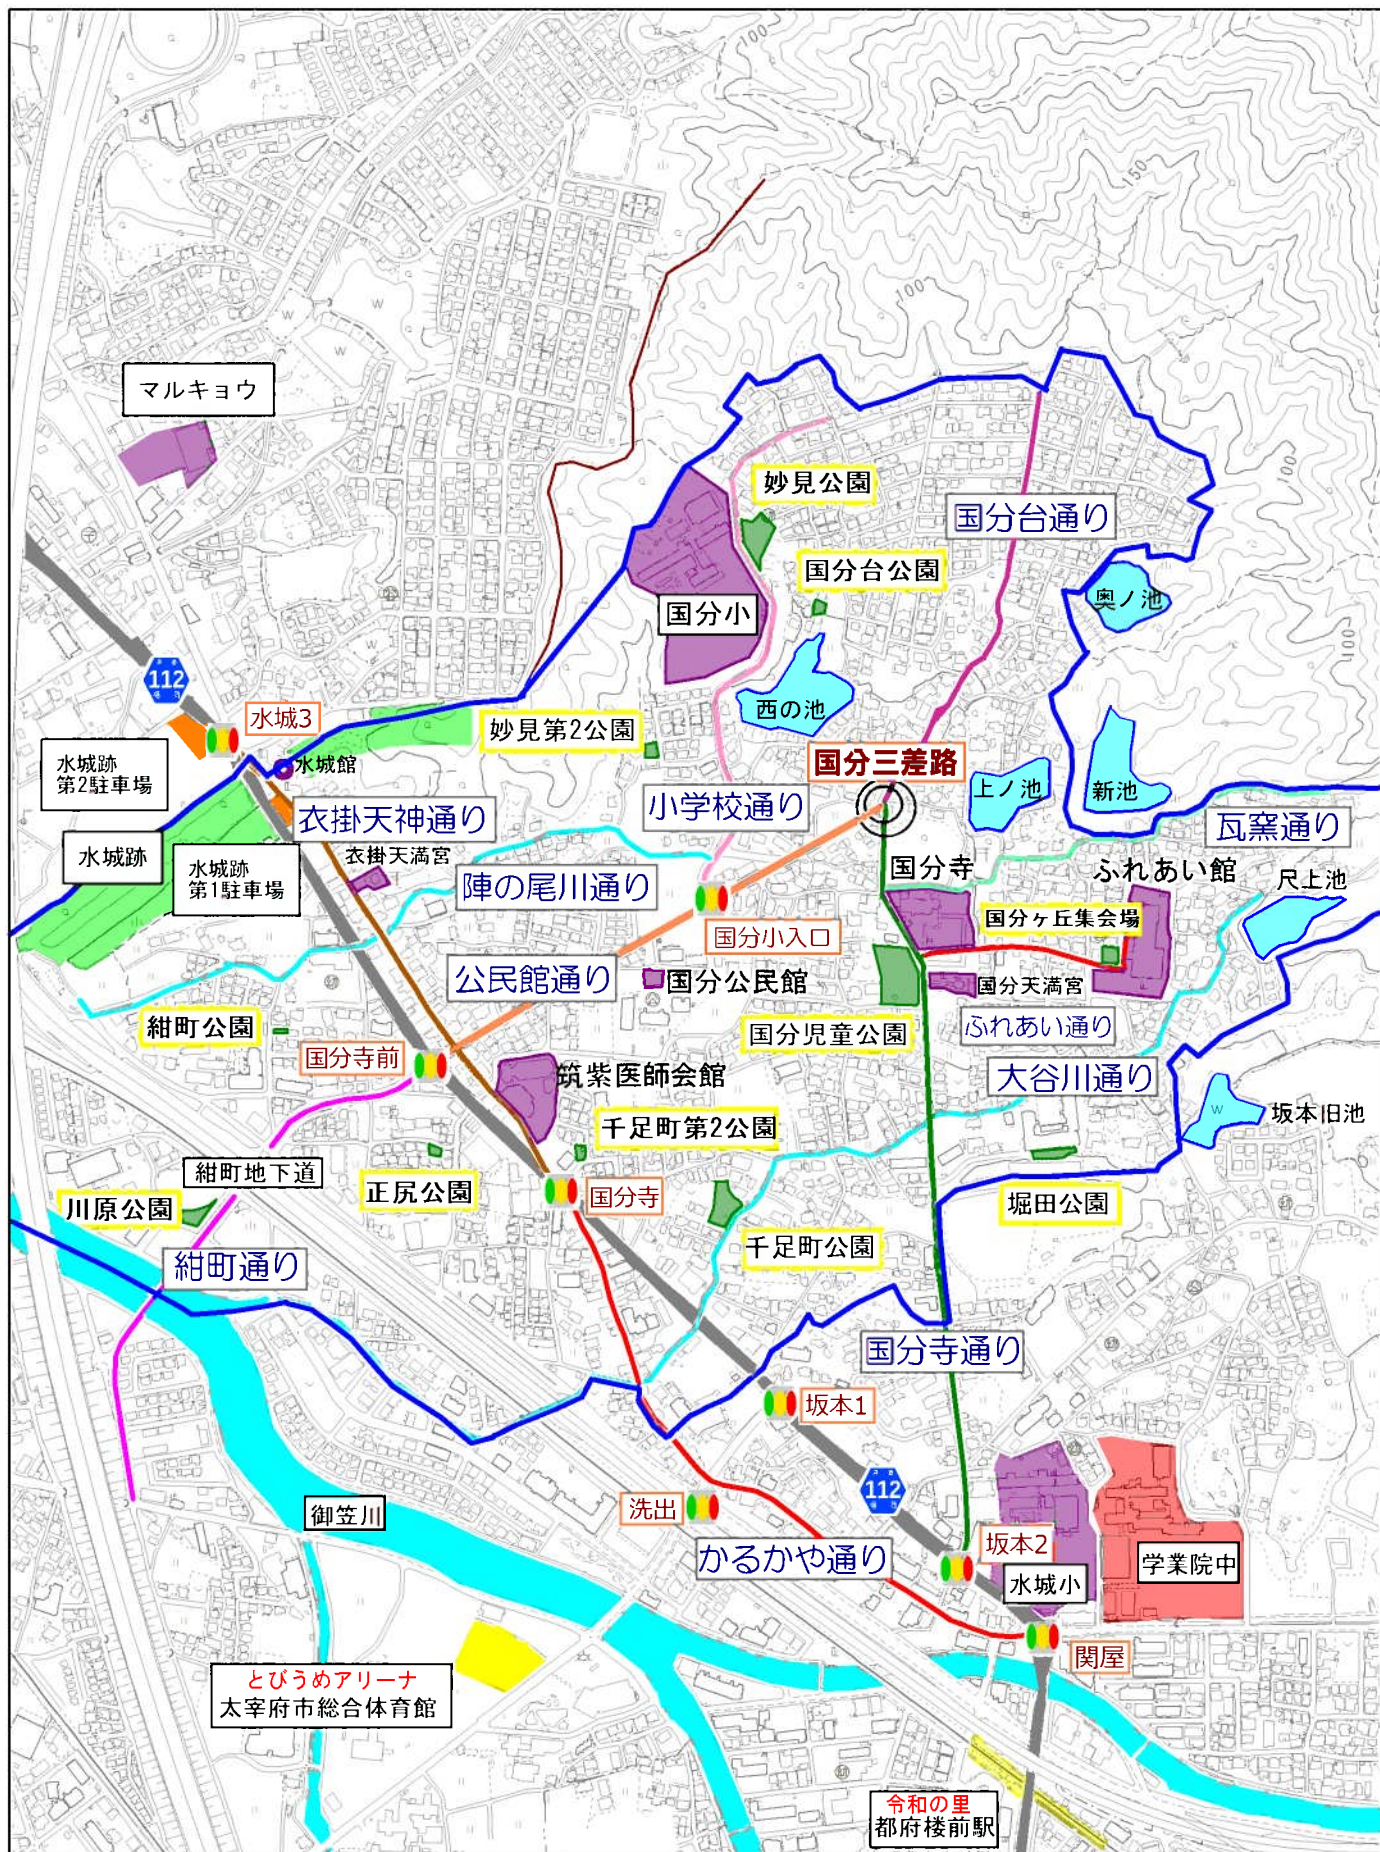 100
150
100
100
100
マルキョウ
妙見公園
国分台通り
国分台公園
奥ノ池
国分小
112
西の池
水城3
妙見第2公園
水城館
水城跡
第2駐車場
国分三差路
上ノ池
新池
小学校通り
衣掛天神通り
瓦窯通り
水城跡
衣掛天満宮
水城跡
第1駐車場
陣の尾川通り
国分寺
ふれあい館
尺上池
国分ヶ丘集会場
国分小入口
公民館通り
国分公民館
国分天満宮
紺町公園
国分児童公園
ふれあい通り
国分寺前
筑紫医師会館
大谷川通り
坂本旧池
千足町第2公園
紺町地下道
正尻公園
国分寺
川原公園
堀田公園
千足町公園
紺町通り
国分寺通り
坂本1
112
洗出
御笠川
かるかや通り
坂本2
学業院中
水城小
関屋
とびうめアリーナ
太宰府市総合体育館
令和の里
都府楼前駅